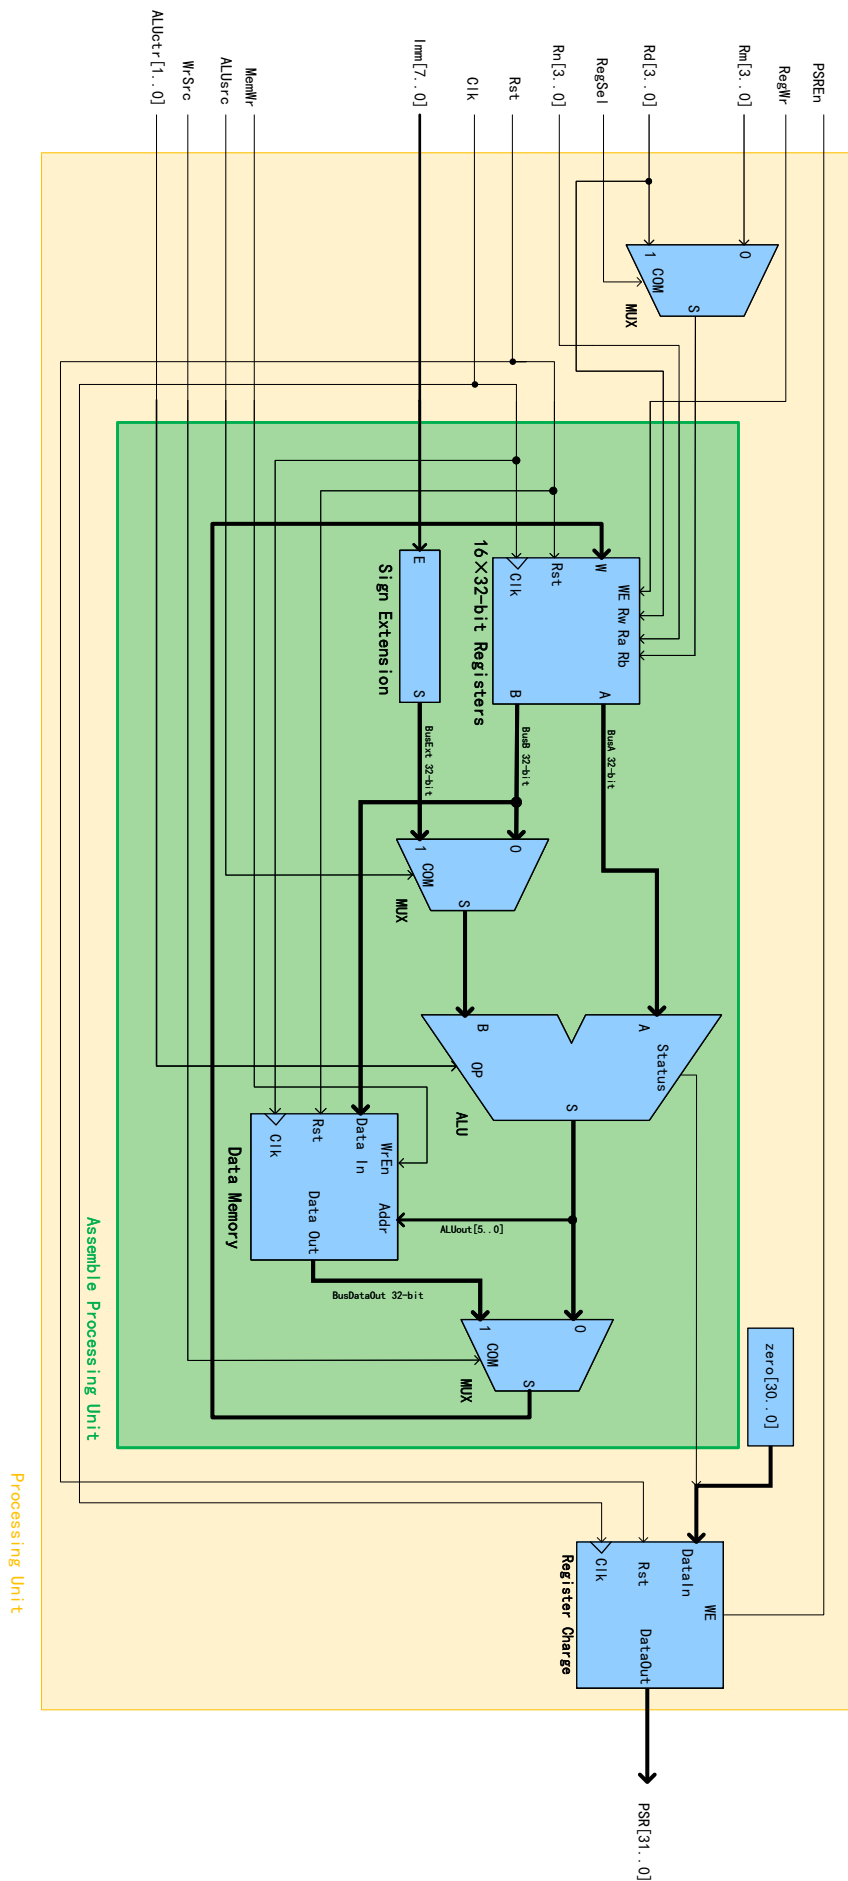 PSREn
RegWr
Rm[3..0]
Rd[3..0]
RegSel
Rn[3..0]
Rst
Clk
Imm[7..0]
MemWr
ALUsrc
WrSrc
ALUctr[1..0]
0
1
COM
S
MUX
W
Rst
Clk
WE Rw Ra Rb
A
B
16×32-bit Registers
E
S
Sign Extension
BusA 32-bit
BusB 32-bit
BusExt 32-bit
0
1
COM
S
MUX
A
B
Status
OP
S
ALU
Data In
Rst
Clk
WrEn
Addr
Data Out
Data Memory
ALUout[5..0]
BusDataOut 32-bit
0
1
COM
S
MUX
zero[30..0]
Assemble Processing Unit
DataIn
Rst
Clk
WE
DataOut
Register Charge
Processing Unit
PSR[31..0]